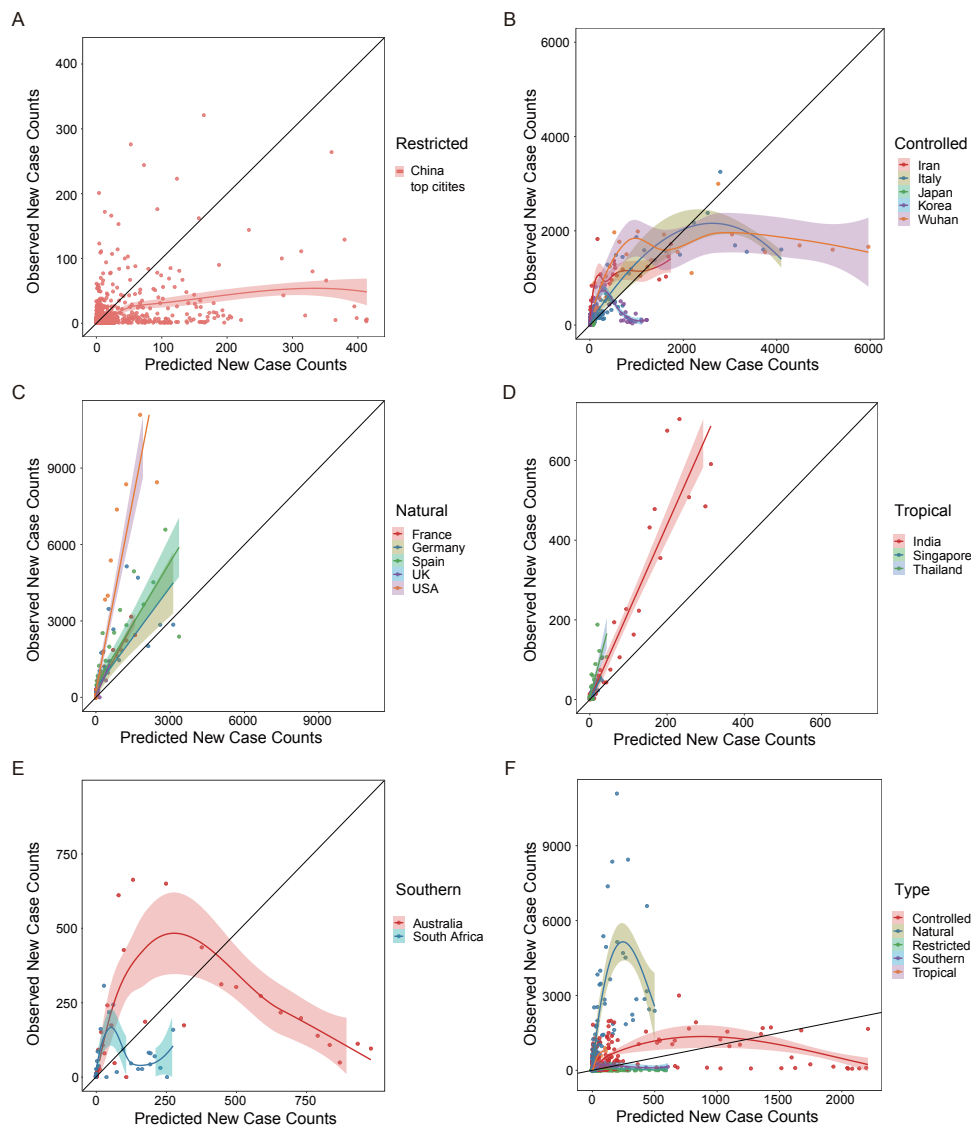 A
Observed New Case Counts
400
300
200
100
0
0
100
200
300
400
Predicted New Case Counts
Restricted
China
top citites
B
Observed New Case Counts
6000
4000
2000
0
0
2000
4000
6000
Predicted New Case Counts
Controlled
Iran
Italy
Japan
Korea
Wuhan
C
Observed New Case Counts
9000
6000
3000
0
0
3000
6000
9000
Predicted New Case Counts
Natural
France
Germany
Spain
UK
USA
D
Observed New Case Counts
600
400
200
0
0
200
400
600
Predicted New Case Counts
Tropical
India
Singapore
Thailand
E
Observed New Case Counts
750
500
250
0
0
250
500
750
Predicted New Case Counts
Southern
Australia
South Africa
F
Observed New Case Counts
9000
6000
3000
0
0
500
1000
1500
2000
Predicted New Case Counts
Type
Controlled
Natural
Restricted
Southern
Tropical